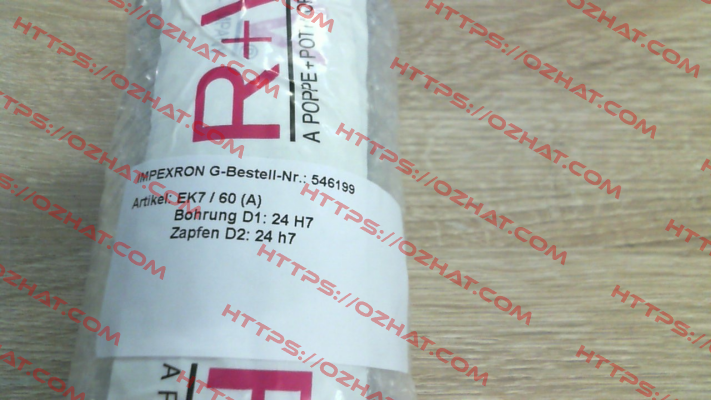 R+W
A POPPE+POT
IMPEXRON G-Bestell-Nr.: 546199
Artikel: EK7 / 60 (A)
Bohrung D1: 24 H7
Zapfen D2: 24 h7
HTTPS://OZHAT.COM